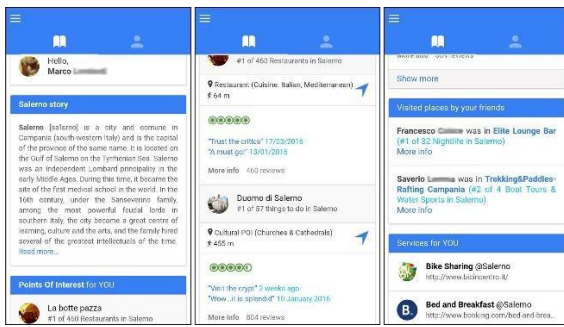 Hello,
Marco
Salerno story
Salerno [saˈlɛrno] is a city and comune in
Campania (south-western Italy) and is the capital
of the province of the same name. It is located on
the Gulf of Salerno on the Tyrrhenian Sea. Salerno
was an independent Lombard principality in the
early Middle Ages. During this time, it became the
site of the first medical school in the world. In the
16th century, under the Sanseverino family,
among the most powerful feudal lords in
southern Italy, the city became a great centre of
learning, culture and the arts, and the family hired
several of the greatest intellectuals of the time.
Read more...
Points Of Interest for YOU
La botte pazza
#1 of 460 Restaurants in Salerno
#1 of 460 Restaurants in Salerno
Restaurant (Cuisine: Italian, Mediterranean)
64 m
"Trust the critics" 17/03/2016
"A must go!" 13/01/2016
More info 460 reviews
Duomo di Salerno
#1 of 57 things to do in Salerno
Cultural POI (Churches & Cathedrals)
455 m
"Visit the crypt" 2 weeks ago
"Wow...it is splendid" 10 January 2016
More info 804 reviews
More info 804 reviews
Show more
Visited places by your friends
Francesco was in Elite Lounge Bar
(#1 of 32 Nightlife in Salerno)
More info
Saverio was in Trekking&Paddles-
Rafting Campania (#2 of 4 Boat Tours &
Water Sports in Salerno)
More info
Services for YOU
Bike Sharing @Salerno
http://www.bicincentro.it/
B.
Bed and Breakfast @Salerno
http://www.booking.com/bed-and-brea...